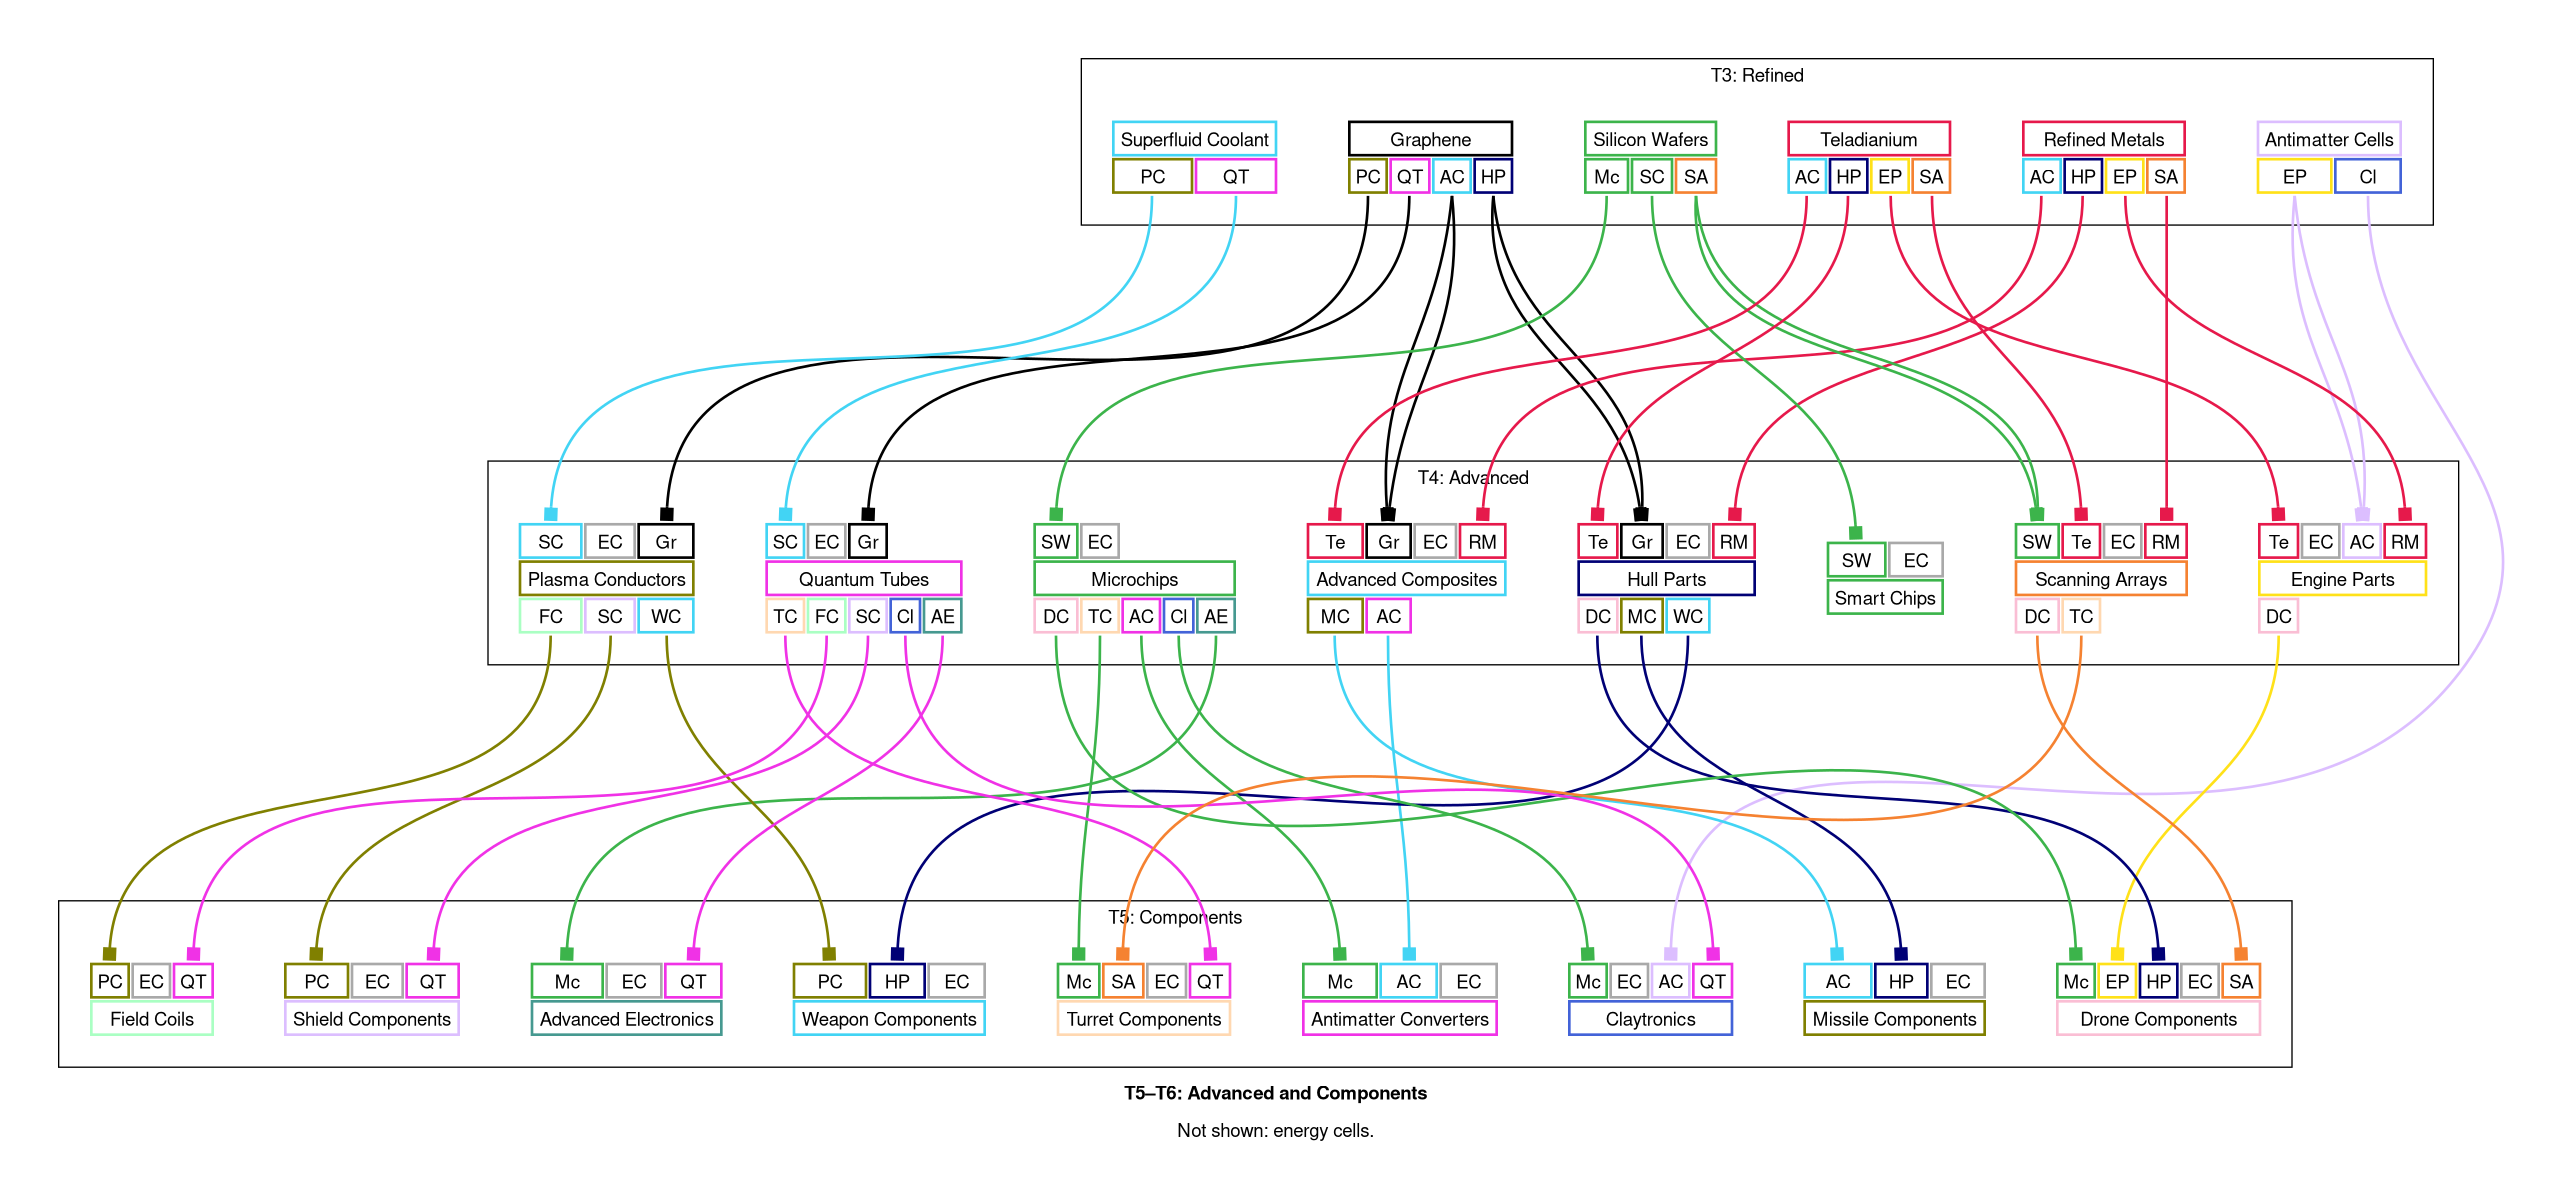 T3: Refined
Superfluid Coolant Graphene Silicon Wafers Teladianium Refined Metals Antimatter Cells
PC QT PC QT AC HP Mc SC SA AC HP EP SA AC HP EP SA EP Cl
T4: Advanced
SC EC Gr SC EC Gr SW EC Te Gr EC RM Te Gr EC RM SW EC SW Te EC RM Te EC AC RM
Plasma Conductors Quantum Tubes Microchips Advanced Composites Hull Parts Smart Chips Scanning Arrays Engine Parts
FC SC WC TC FC SC Cl AE DC TC AC Cl AE MC AC DC MC WC DC TC DC
T5: Components
PC EC QT PC EC QT Mc EC QT PC HP EC Mc SA EC QT Mc AC EC Mc EC AC QT AC HP EC Mc EP HP EC SA
Field Coils Shield Components Advanced Electronics Weapon Components Turret Components Antimatter Converters Claytronics Missile Components Drone Components
T5–T6: Advanced and Components
Not shown: energy cells.